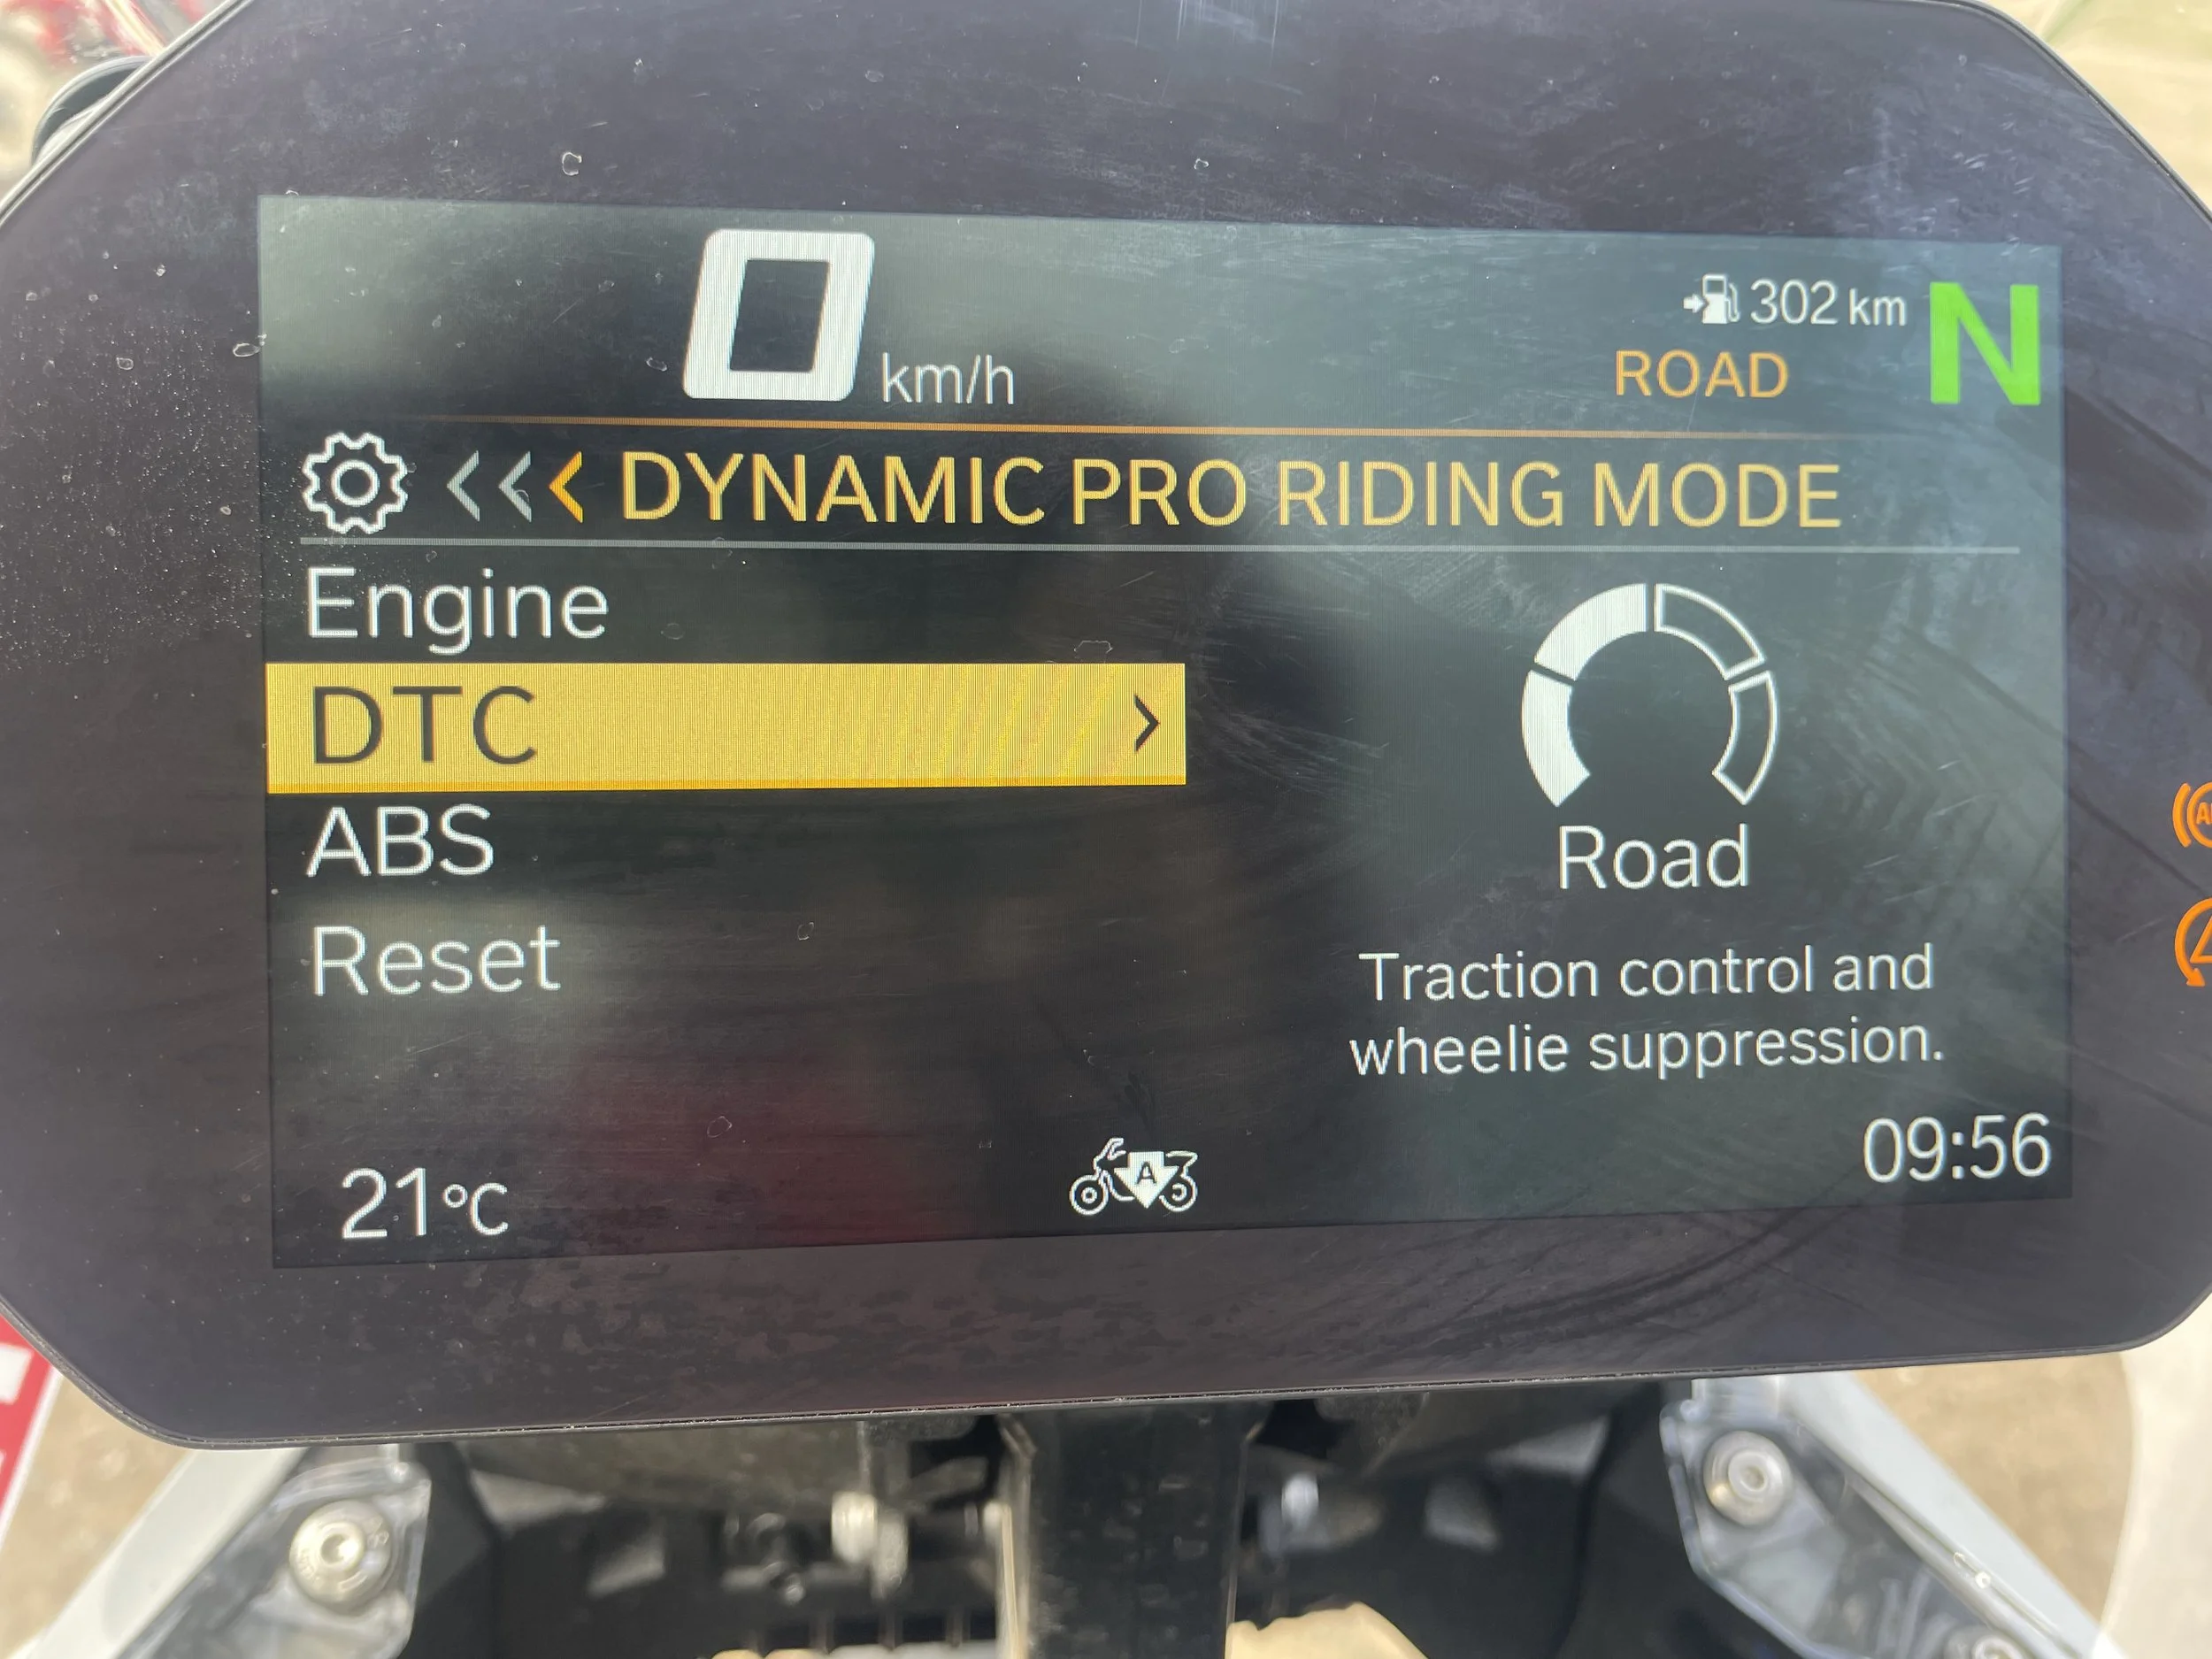 0 km/h
302 km
ROAD
N
DYNAMIC PRO RIDING MODE
Engine
DTC
ABS
Reset
Road
Traction control and
wheelie suppression.
A
21°C
09:56